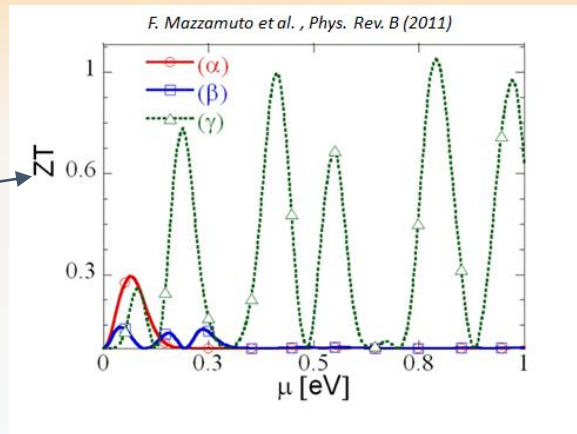 F. Mazzamuto et al. , Phys. Rev. B (2011)
1
0.6
0.3
ZT
(α)
(β)
(γ)
0 0.3 0.5 0.8 1
μ [eV]